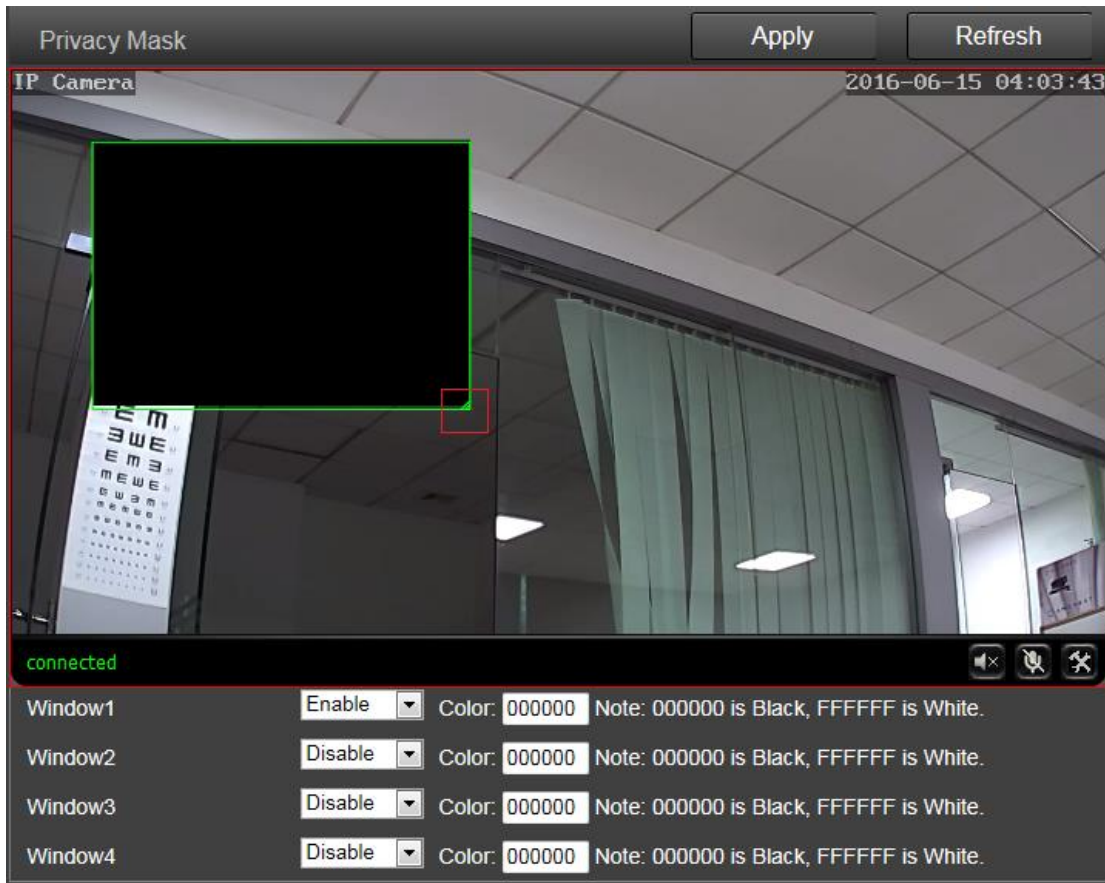 Privacy Mask Apply Refresh
IP Camera 2016-06-15 04:03:43
E m
Ǝ W E
E m Ǝ
m E W E
connected
Window1 Enable Color: 000000 Note: 000000 is Black, FFFFFF is White.
Window2 Disable Color: 000000 Note: 000000 is Black, FFFFFF is White.
Window3 Disable Color: 000000 Note: 000000 is Black, FFFFFF is White.
Window4 Disable Color: 000000 Note: 000000 is Black, FFFFFF is White.